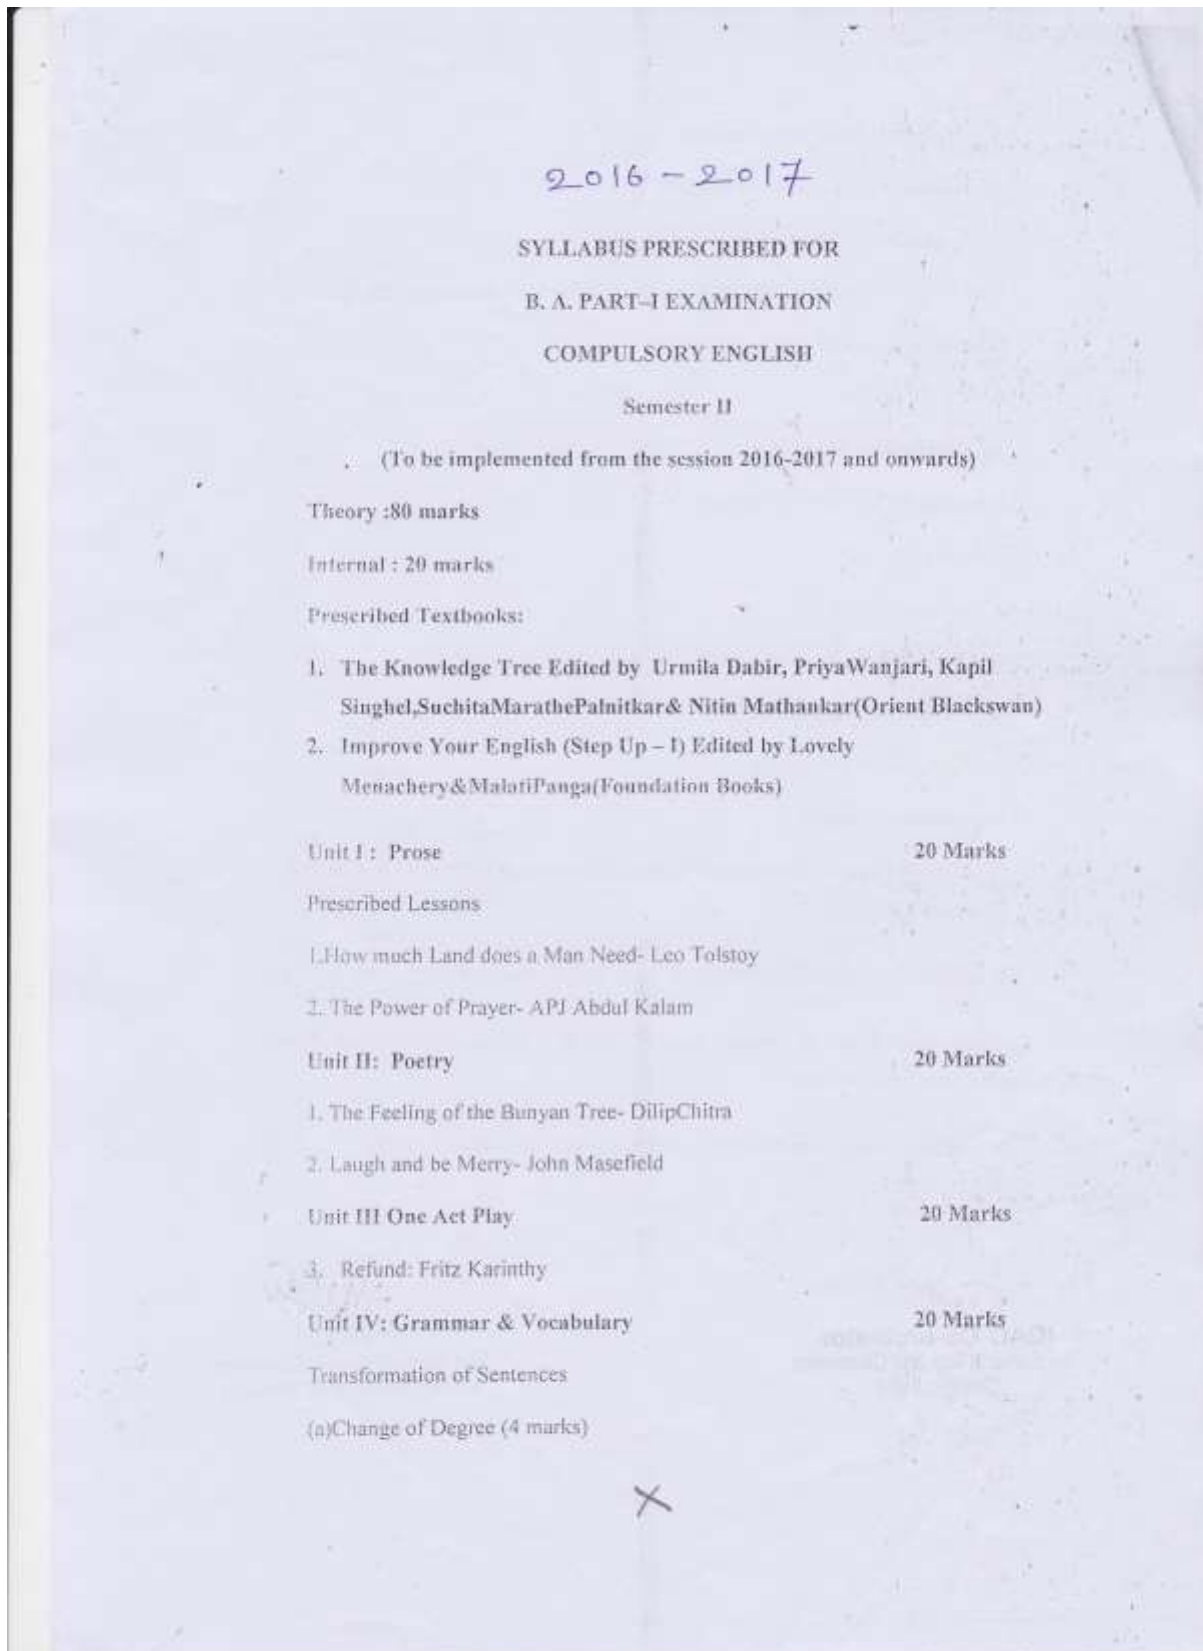 2016-2017
SYLLABUS PRESCRIBED FOR
B. A. PART–I EXAMINATION
COMPULSORY ENGLISH
Semester II
(To be implemented from the session 2016-2017 and onwards)
Theory :80 marks
Internal : 20 marks
Prescribed Textbooks:
1. The Knowledge Tree Edited by Urmila Dabir, PriyaWanjari, Kapil
Singhel,SuchitaMarathePalnitkar& Nitin Mathankar(Orient Blackswan)
2. Improve Your English (Step Up – I) Edited by Lovely
Menachery&MalatiPanga(Foundation Books)
Unit I : Prose 20 Marks
Prescribed Lessons
1.How much Land does a Man Need- Leo Tolstoy
2. The Power of Prayer- APJ Abdul Kalam
Unit II: Poetry 20 Marks
1. The Feeling of the Bunyan Tree- DilipChitra
2. Laugh and be Merry- John Masefield
Unit III One Act Play 20 Marks
3. Refund: Fritz Karinthy
Unit IV: Grammar & Vocabulary 20 Marks
Transformation of Sentences
(a)Change of Degree (4 marks)